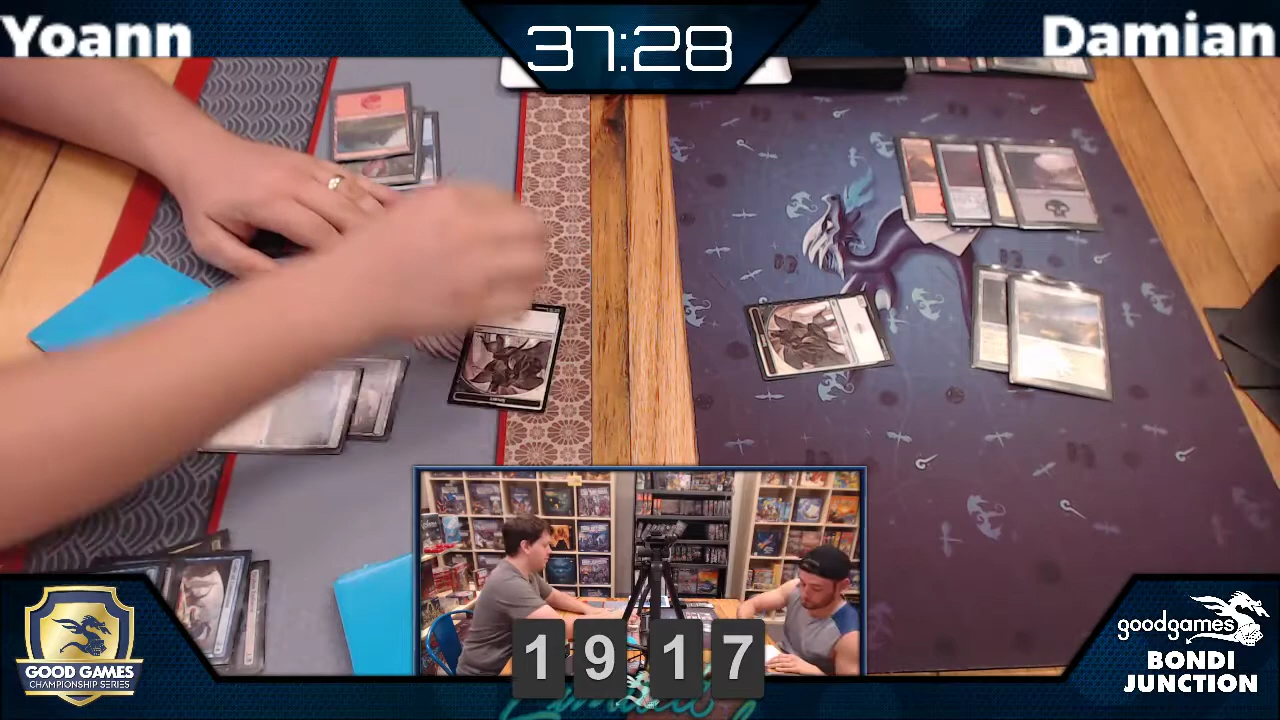 Yoann
37:28
Damian
GOOD GAMES
CHAMPIONSHIP SERIES
19 17
goodgames
BONDI
JUNCTION